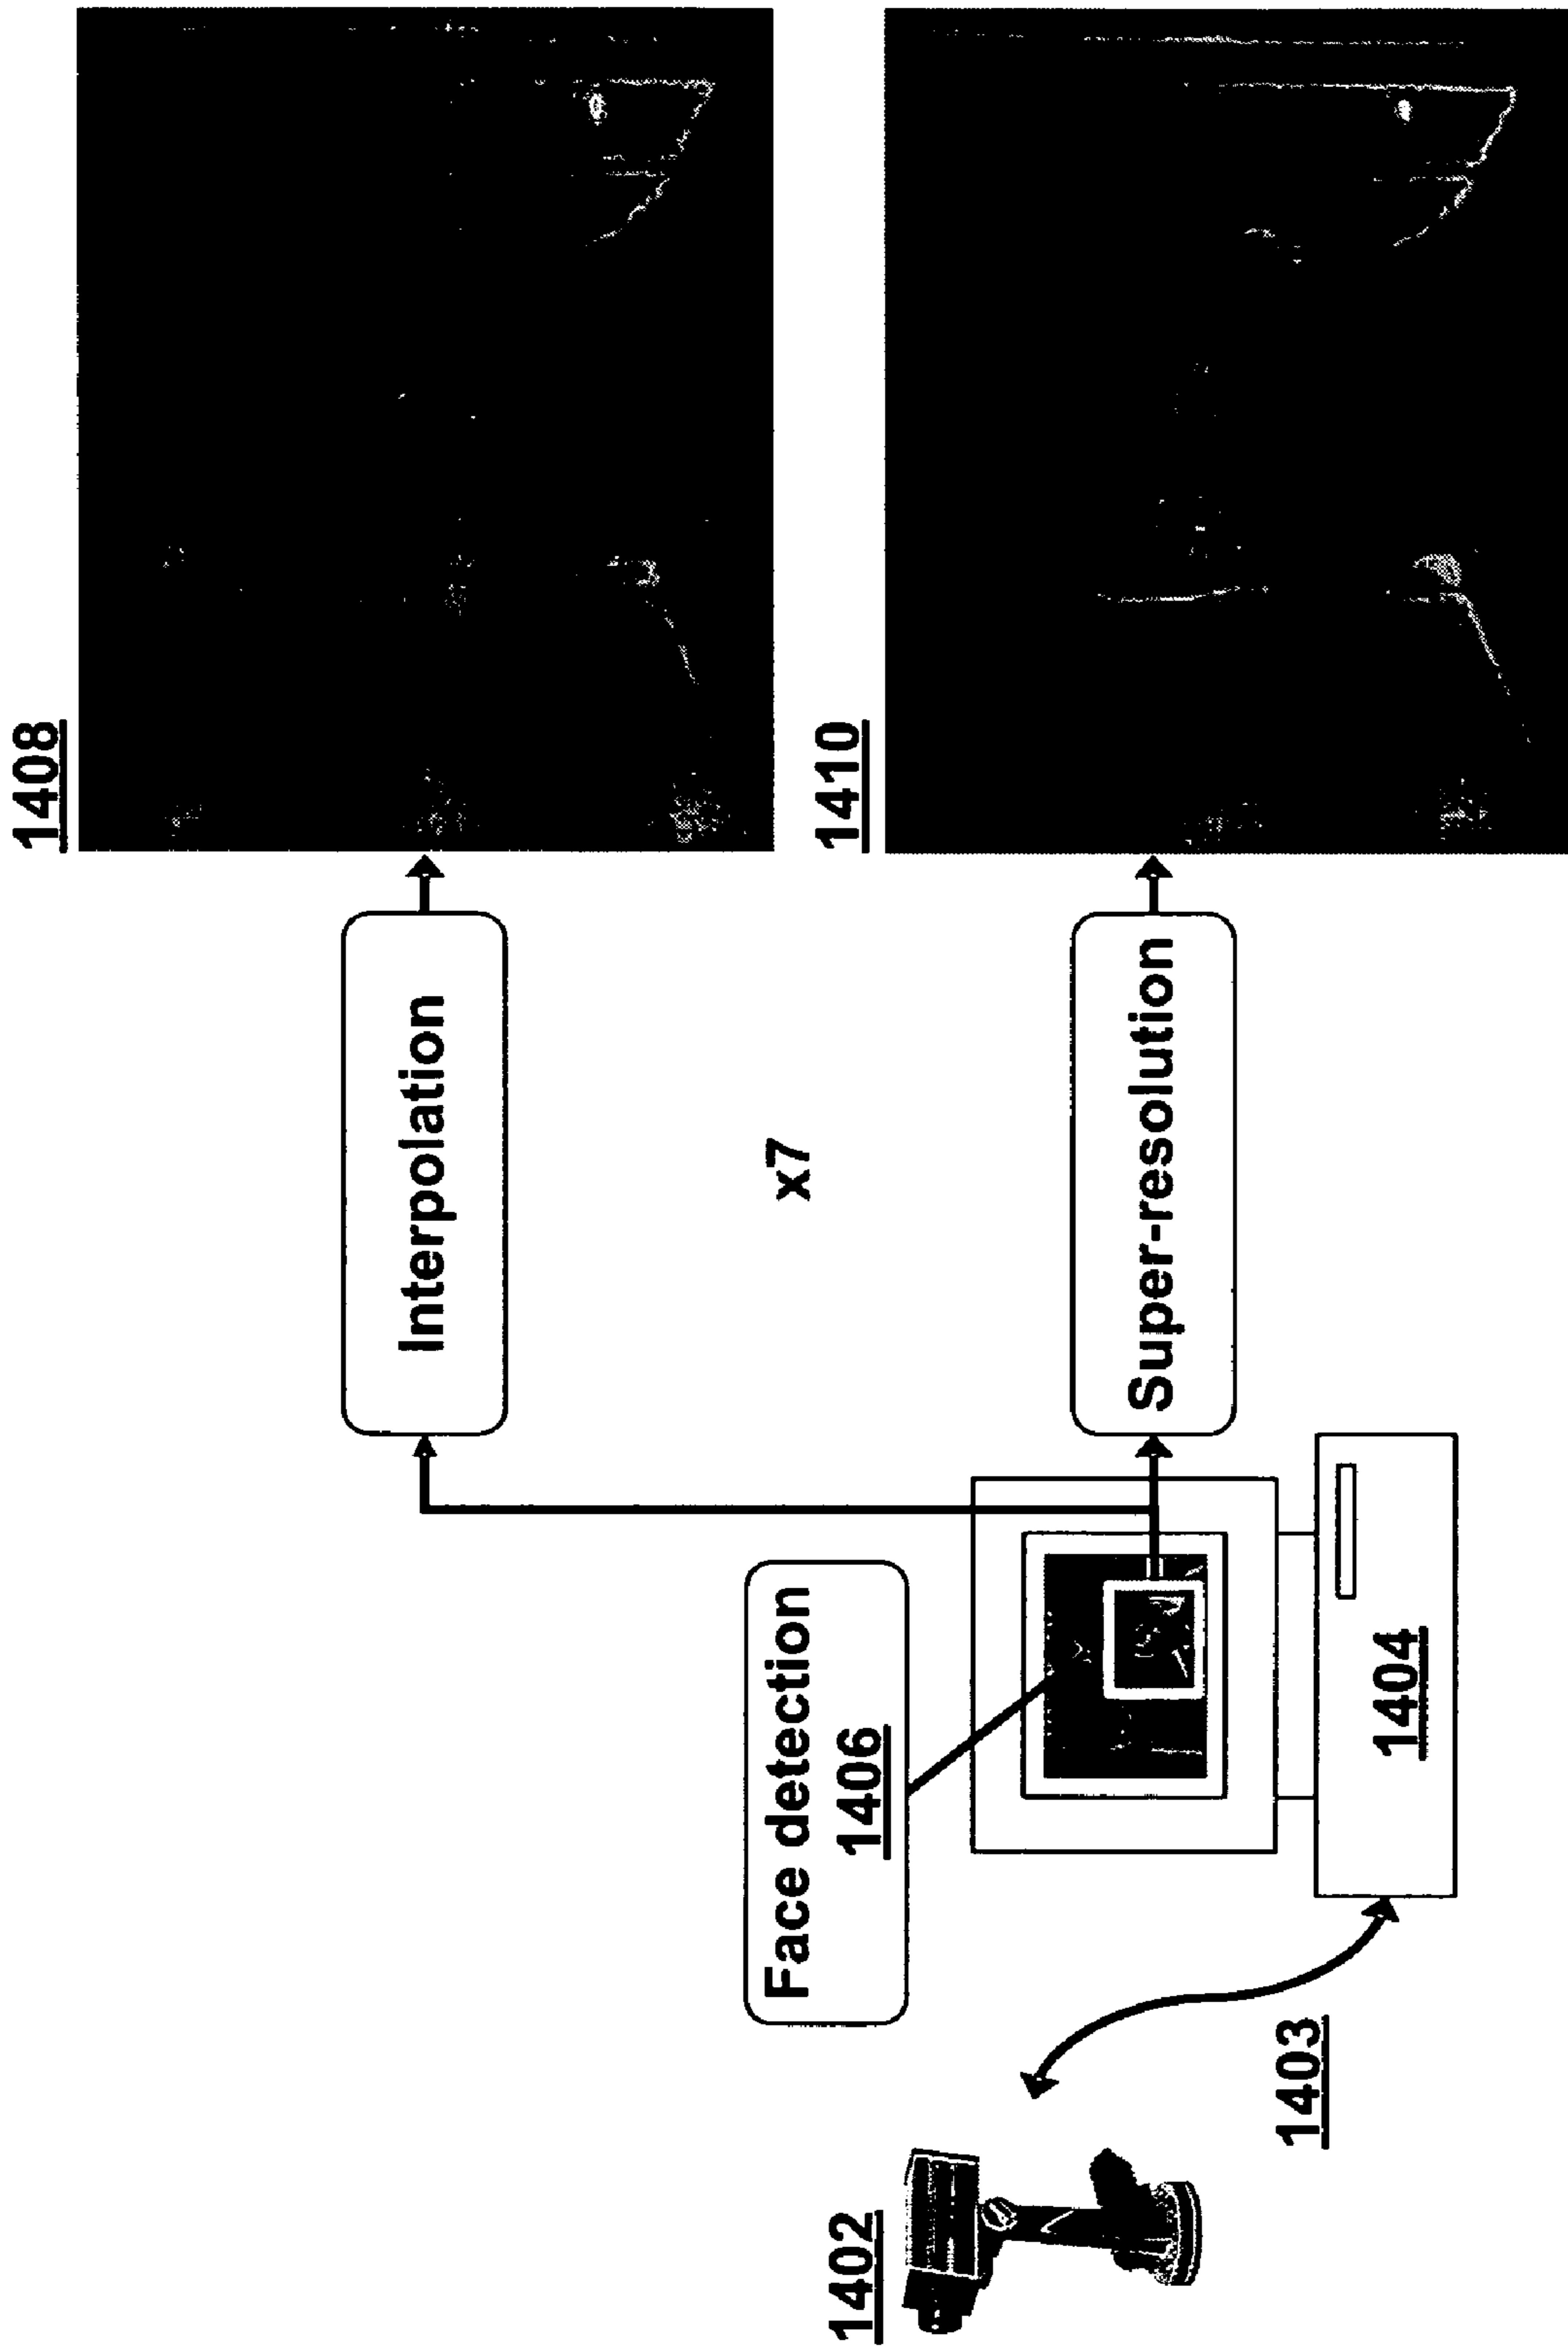 1402
1403
Face detection
1406
1404
Interpolation
x7
Super-resolution
1408
1410